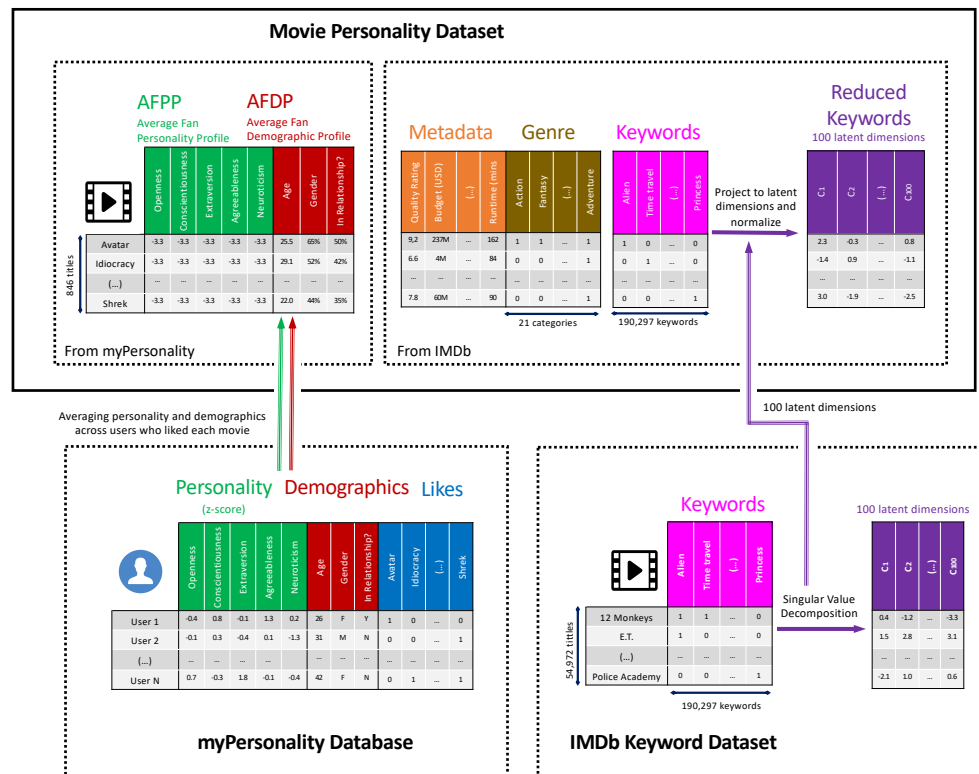 Movie Personality Dataset
AFPP
Average Fan
Personality Profile
AFDP
Average Fan
Demographic Profile
Openness
Conscientiousness
Extraversion
Agreeableness
Neuroticism
Age
Gender
In Relationship?
846 titles
Avatar -3.3 -3.3 -3.3 -3.3 -3.3 25.5 65% 50%
Idiocracy -3.3 -3.3 -3.3 -3.3 -3.3 29.1 52% 42%
(…) … … … … … … … …
Shrek -3.3 -3.3 -3.3 -3.3 -3.3 22.0 44% 35%
From myPersonality
Metadata
Genre
Keywords
Quality Rating
Budget (USD)
(…)
Runtime (mins
Action
Fantasy
(…)
Adventure
Alien
Time travel
(…)
Princess
9,2 237M … 162 1 1 … 1 1 0 … 0
6.6 4M … 84 0 0 … 1 0 1 … 0
… … … … … … … … … … … …
7.8 60M … 90 0 0 … 1 0 0 … 1
21 categories
190,297 keywords
From IMDb
Project to latent
dimensions and
normalize
Reduced
Keywords
100 latent dimensions
C1
C2
(…)
C100
2.3 -0.3 … 0.8
-1.4 0.9 … -1.1
… … … …
3.0 -1.9 … -2.5
Averaging personality and demographics
across users who liked each movie
100 latent dimensions
Personality
(z-score)
Demographics
Likes
Openness
Conscientiousness
Extraversion
Agreeableness
Neuroticism
Age
Gender
In Relationship?
Avatar
Idiocracy
(…)
Shrek
User 1 -0.4 0.8 -0.1 1.3 0.2 26 F Y 1 0 … 0
User 2 -0.1 0.3 -0.4 0.1 -1.3 31 M N 0 0 … 1
(…) … … … … … … … … … … … …
User N 0.7 -0.3 1.8 -0.1 -0.4 42 F N 0 1 … 1
myPersonality Database
Keywords
Alien
Time travel
(…)
Princess
54,972 tittles
12 Monkeys 1 1 … 0
E.T. 1 0 … 0
(…) … … … …
Police Academy 0 0 … 1
190,297 keywords
Singular Value
Decomposition
100 latent dimensions
C1
C2
(…)
C100
0.4 -1.2 … -3.3
1.5 2.8 … 3.1
… … … …
-2.1 1.0 … 0.6
IMDb Keyword Dataset